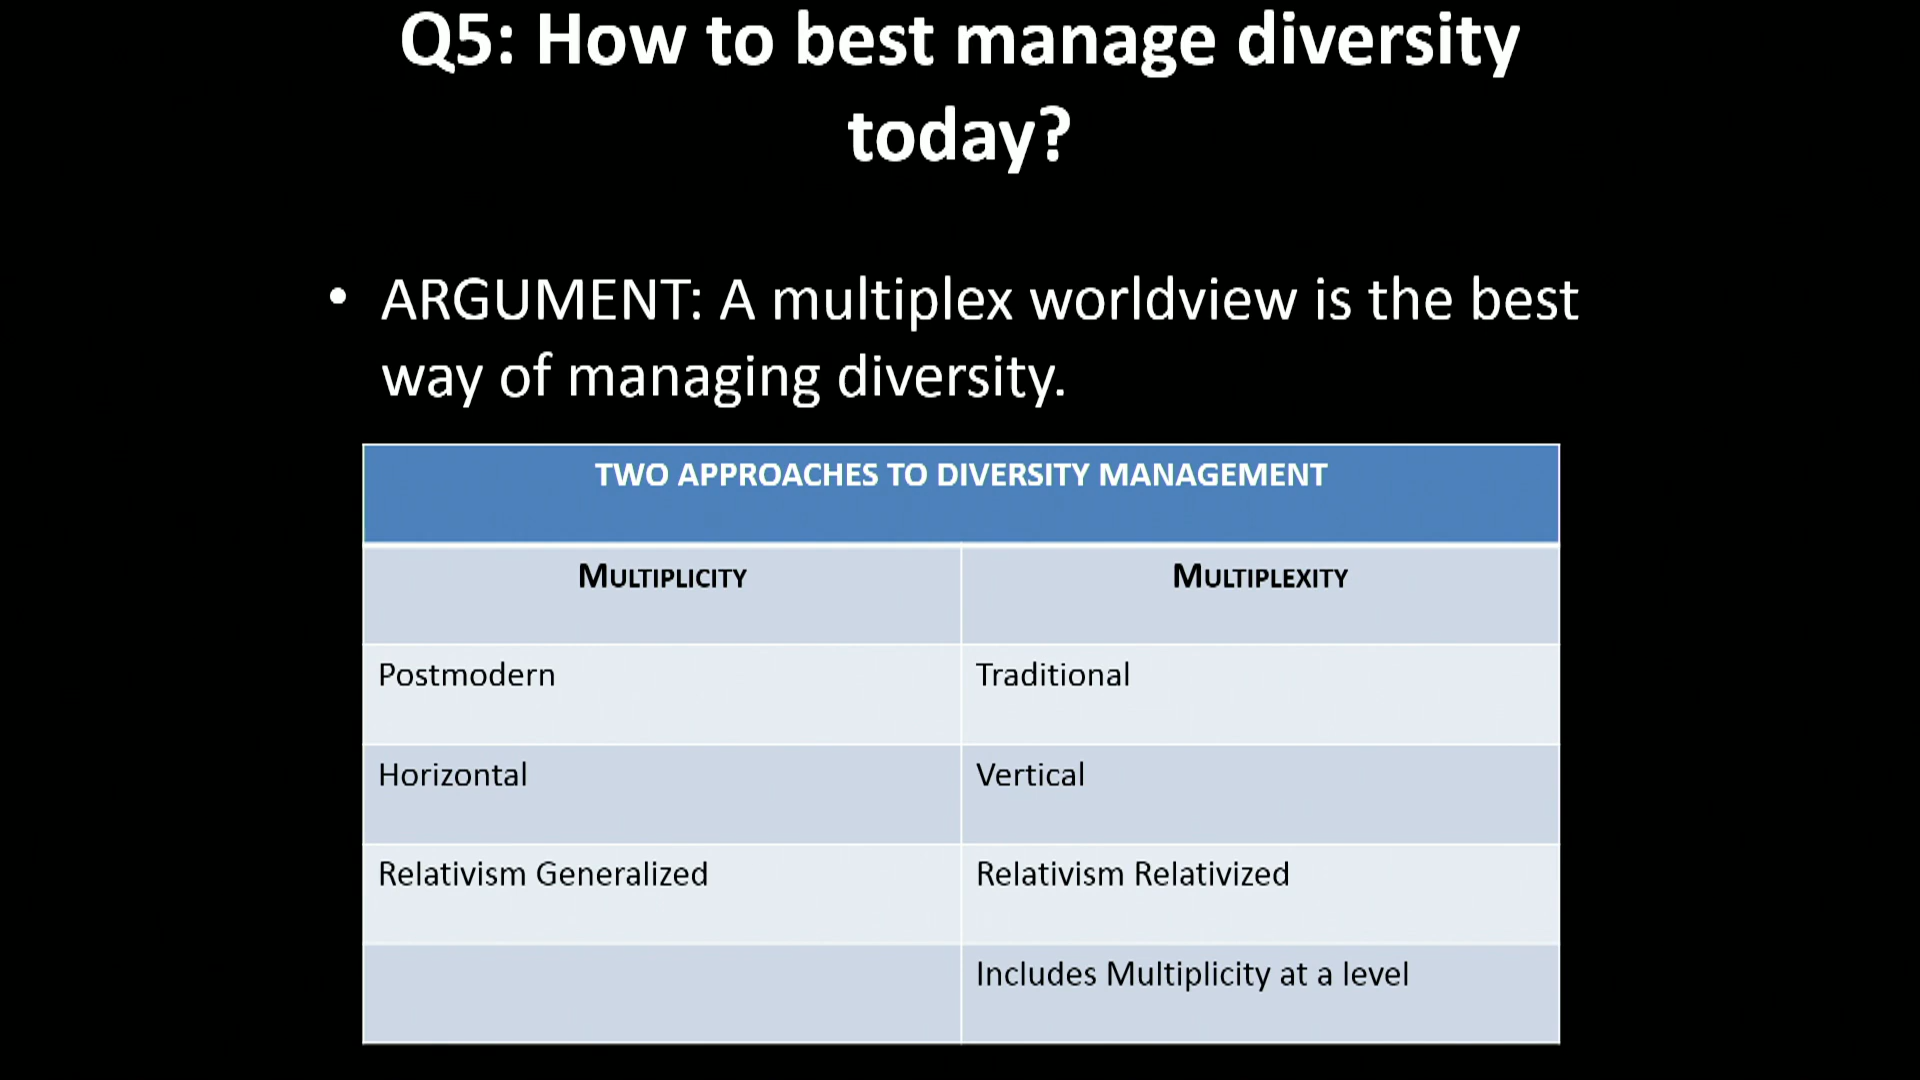 Q5: How to best manage diversity
today?
• ARGUMENT: A multiplex worldview is the best
way of managing diversity.
TWO APPROACHES TO DIVERSITY MANAGEMENT
MULTIPLICITY MULTIPLEXITY
Postmodern Traditional
Horizontal Vertical
Relativism Generalized Relativism Relativized
Includes Multiplicity at a level